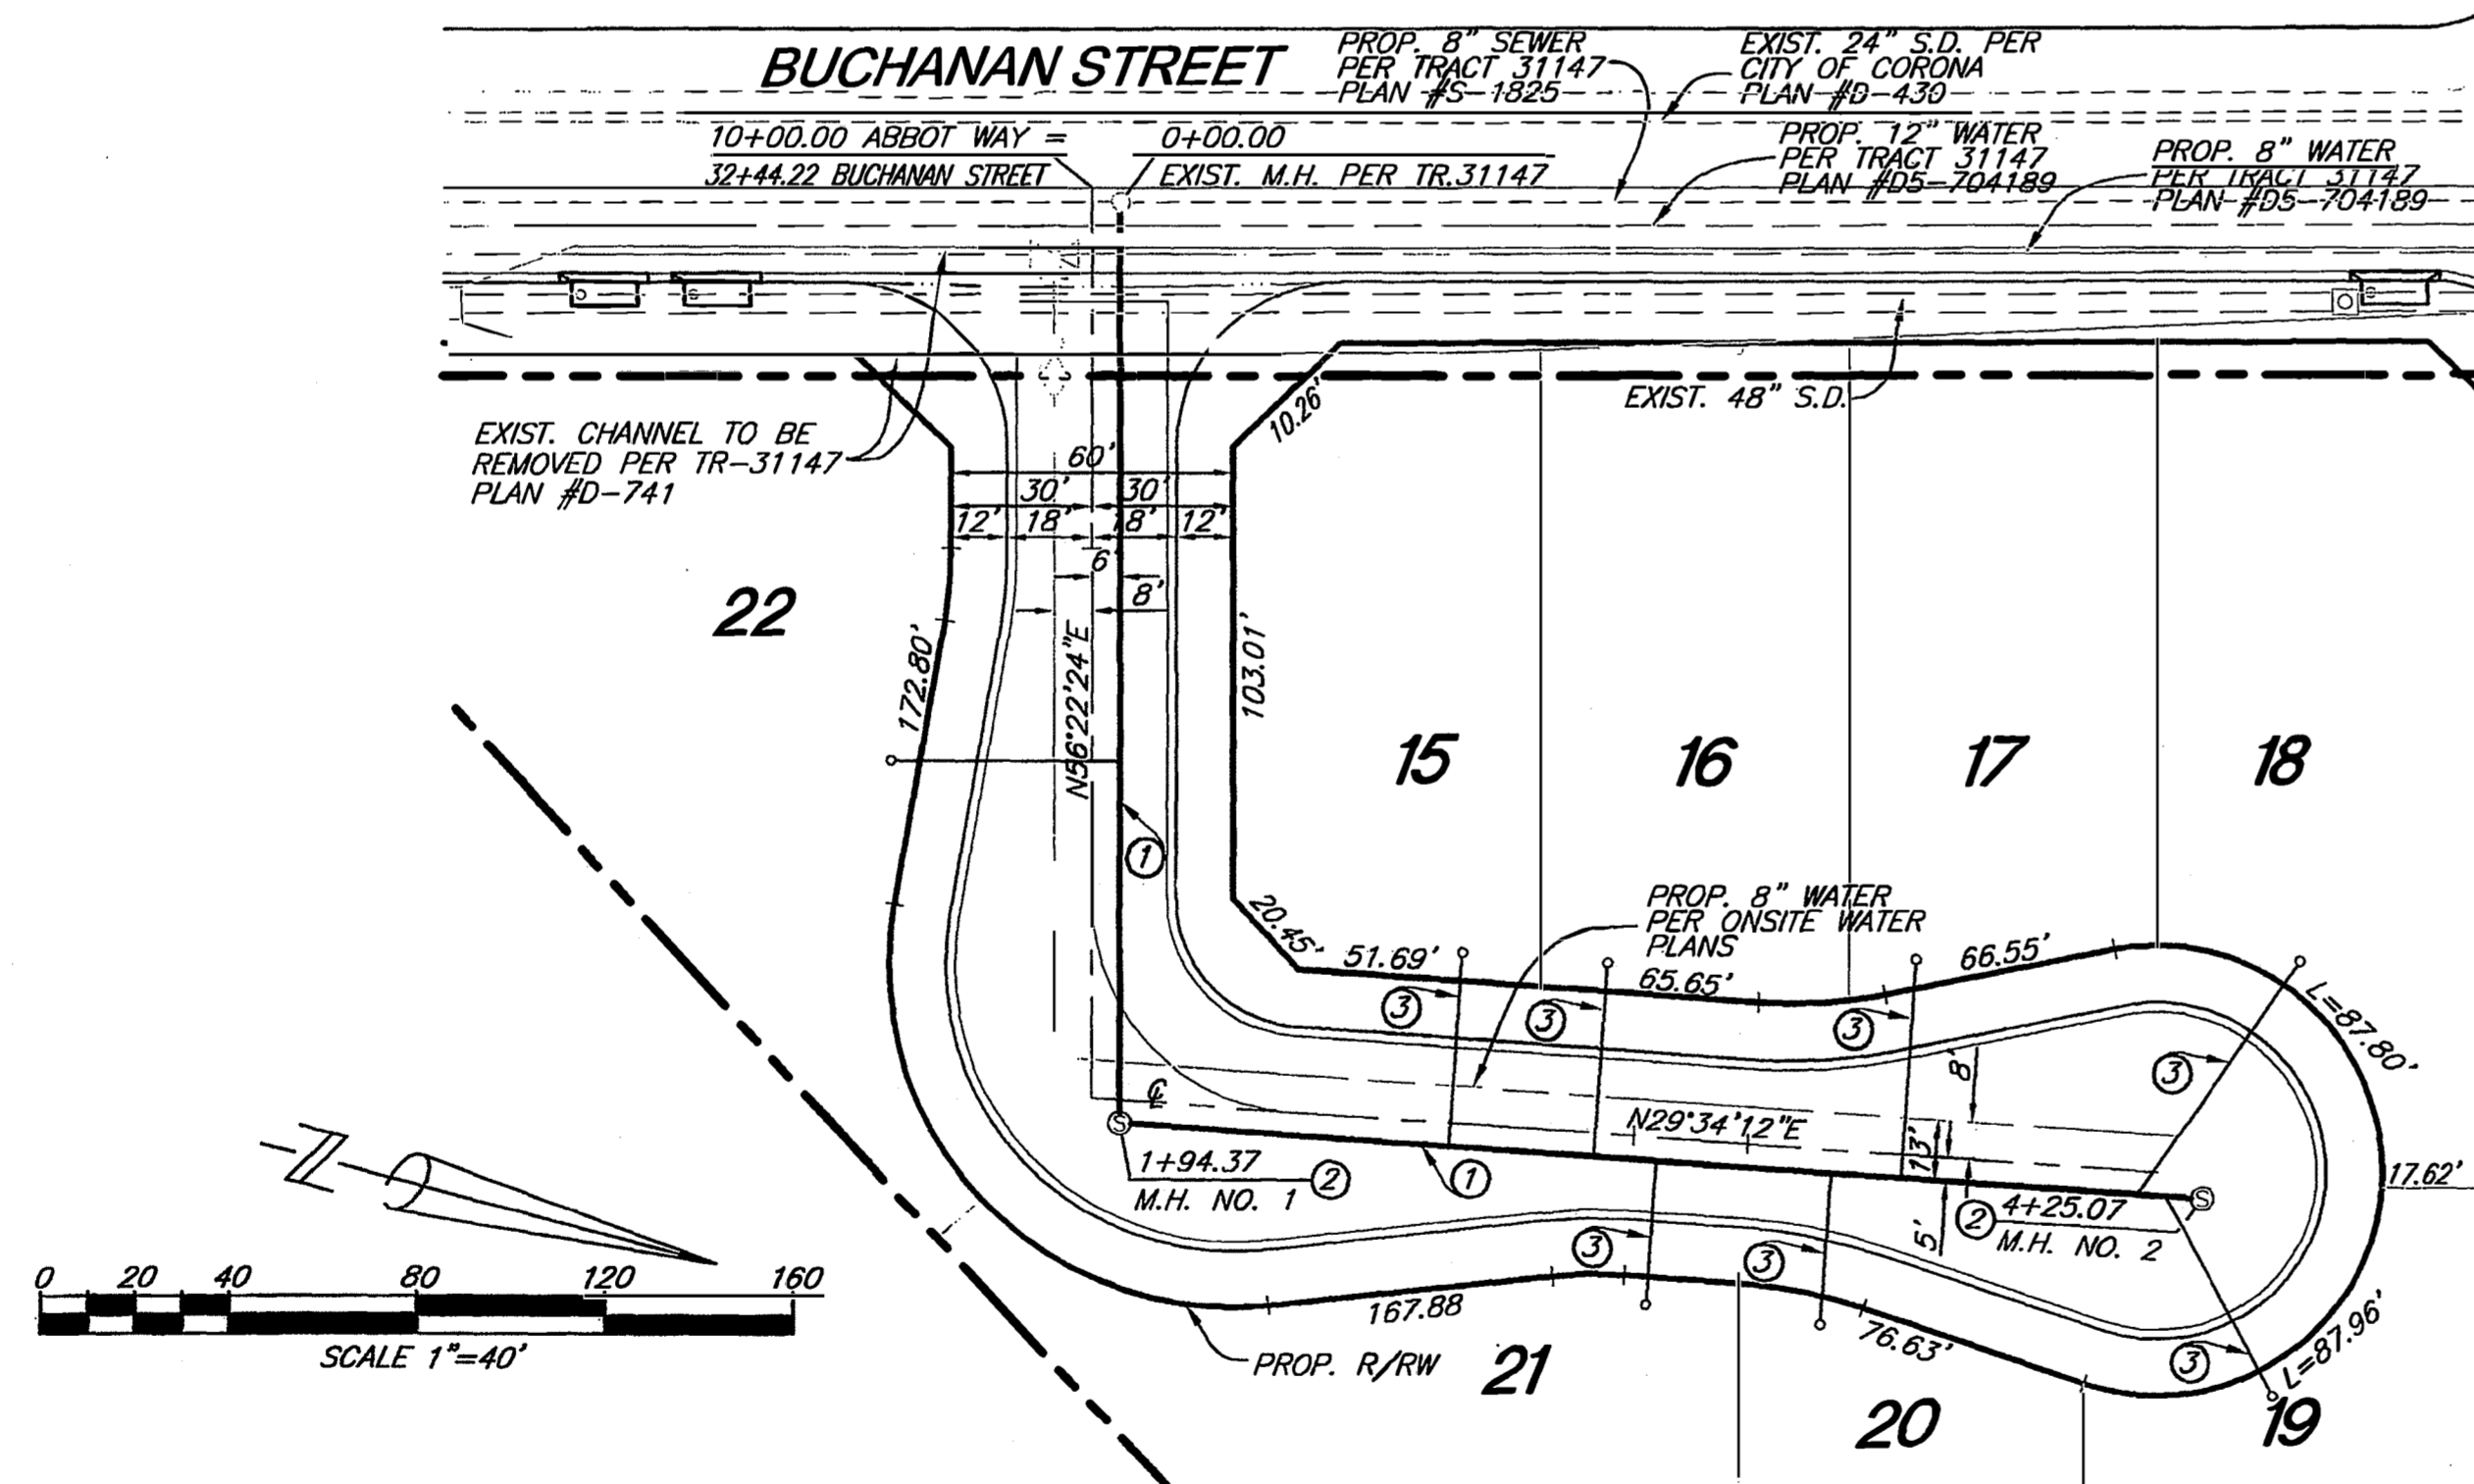 BUCHANAN STREET
PROP. 8" SEWER
PER TRACT 31147
PLAN #S-1825
EXIST. 24" S.D. PER
CITY OF CORONA
PLAN #D-430
10+00.00 ABBOT WAY =
32+44.22 BUCHANAN STREET
0+00.00
EXIST. M.H. PER TR.31147
PROP. 12" WATER
PER TRACT 31147
PLAN #D5-704189
PROP. 8" WATER
PER TRACT 31147
PLAN #D5-704189
EXIST. 48" S.D.
EXIST. CHANNEL TO BE
REMOVED PER TR-31147
PLAN #D-741
10.26'
60'
30' 30'
12' 18' 18' 12'
6'
8'
22
172.80'
N56°22'24"E
103.01'
15
16
17
18
1
20.45'
PROP. 8" WATER
PER ONSITE WATER
PLANS
51.69'
65.65'
66.55'
L=87.80'
3
3
3
3
8'
℄
N29°34'12"E
13'
S
1+94.37
M.H. NO. 1
2
1
5'
2
4+25.07
M.H. NO. 2
S
17.62'
3
3
3
167.88
76.63'
L=87.96'
PROP. R/RW
21
20
19
N
0 20 40 80 120 160
SCALE 1"=40'